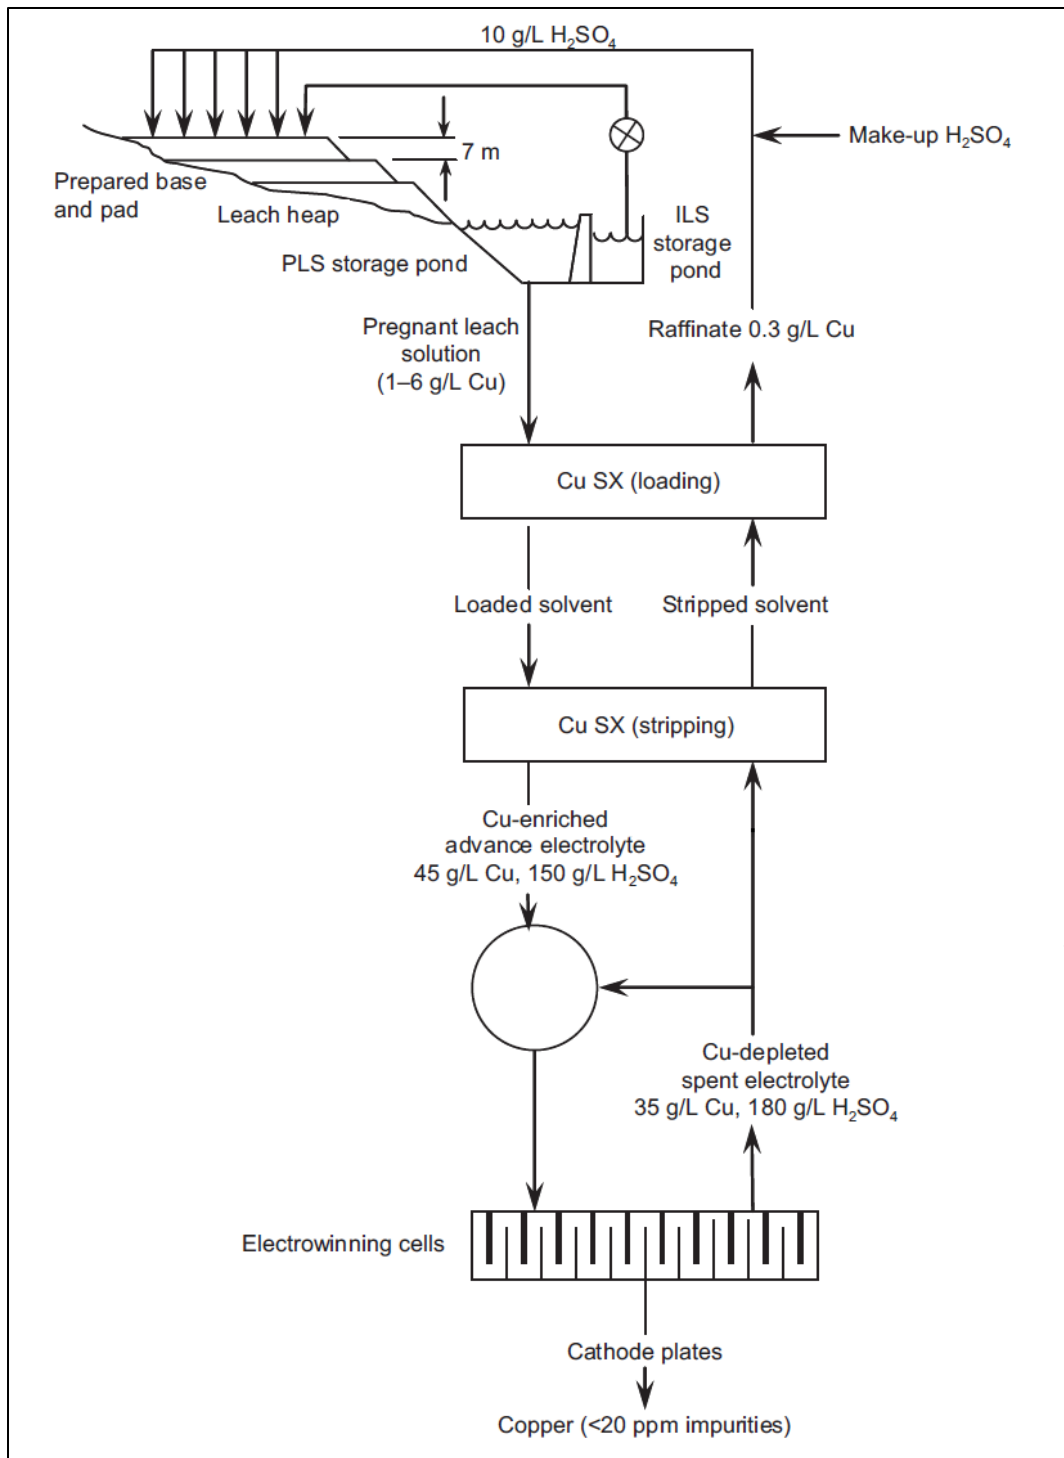 10 g/L H₂SO₄
Make-up H₂SO₄
7 m
Prepared base
and pad
Leach heap
ILS
storage
pond
PLS storage pond
Pregnant leach
solution
(1–6 g/L Cu)
Raffinate 0.3 g/L Cu
Cu SX (loading)
Loaded solvent
Stripped solvent
Cu SX (stripping)
Cu-enriched
advance electrolyte
45 g/L Cu, 150 g/L H₂SO₄
Cu-depleted
spent electrolyte
35 g/L Cu, 180 g/L H₂SO₄
Electrowinning cells
Cathode plates
Copper (<20 ppm impurities)